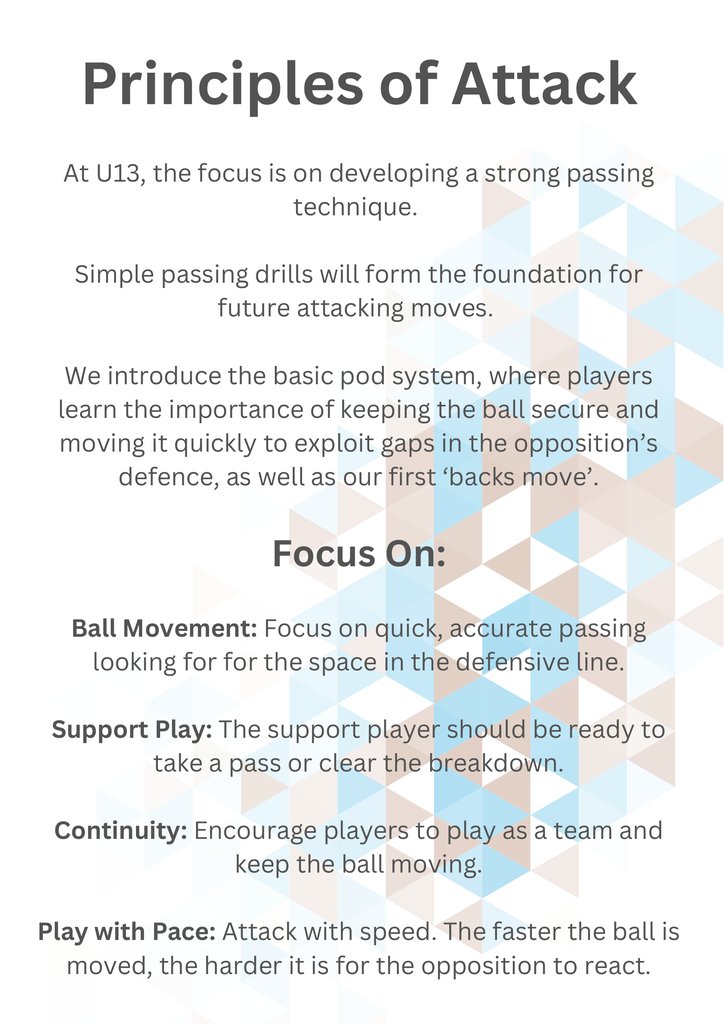 Principles of Attack
At U13, the focus is on developing a strong passing
technique.
Simple passing drills will form the foundation for
future attacking moves.
We introduce the basic pod system, where players
learn the importance of keeping the ball secure and
moving it quickly to exploit gaps in the opposition’s
defence, as well as our first ‘backs move’.
Focus On:
Ball Movement: Focus on quick, accurate passing
looking for for the space in the defensive line.
Support Play: The support player should be ready to
take a pass or clear the breakdown.
Continuity: Encourage players to play as a team and
keep the ball moving.
Play with Pace: Attack with speed. The faster the ball is
moved, the harder it is for the opposition to react.